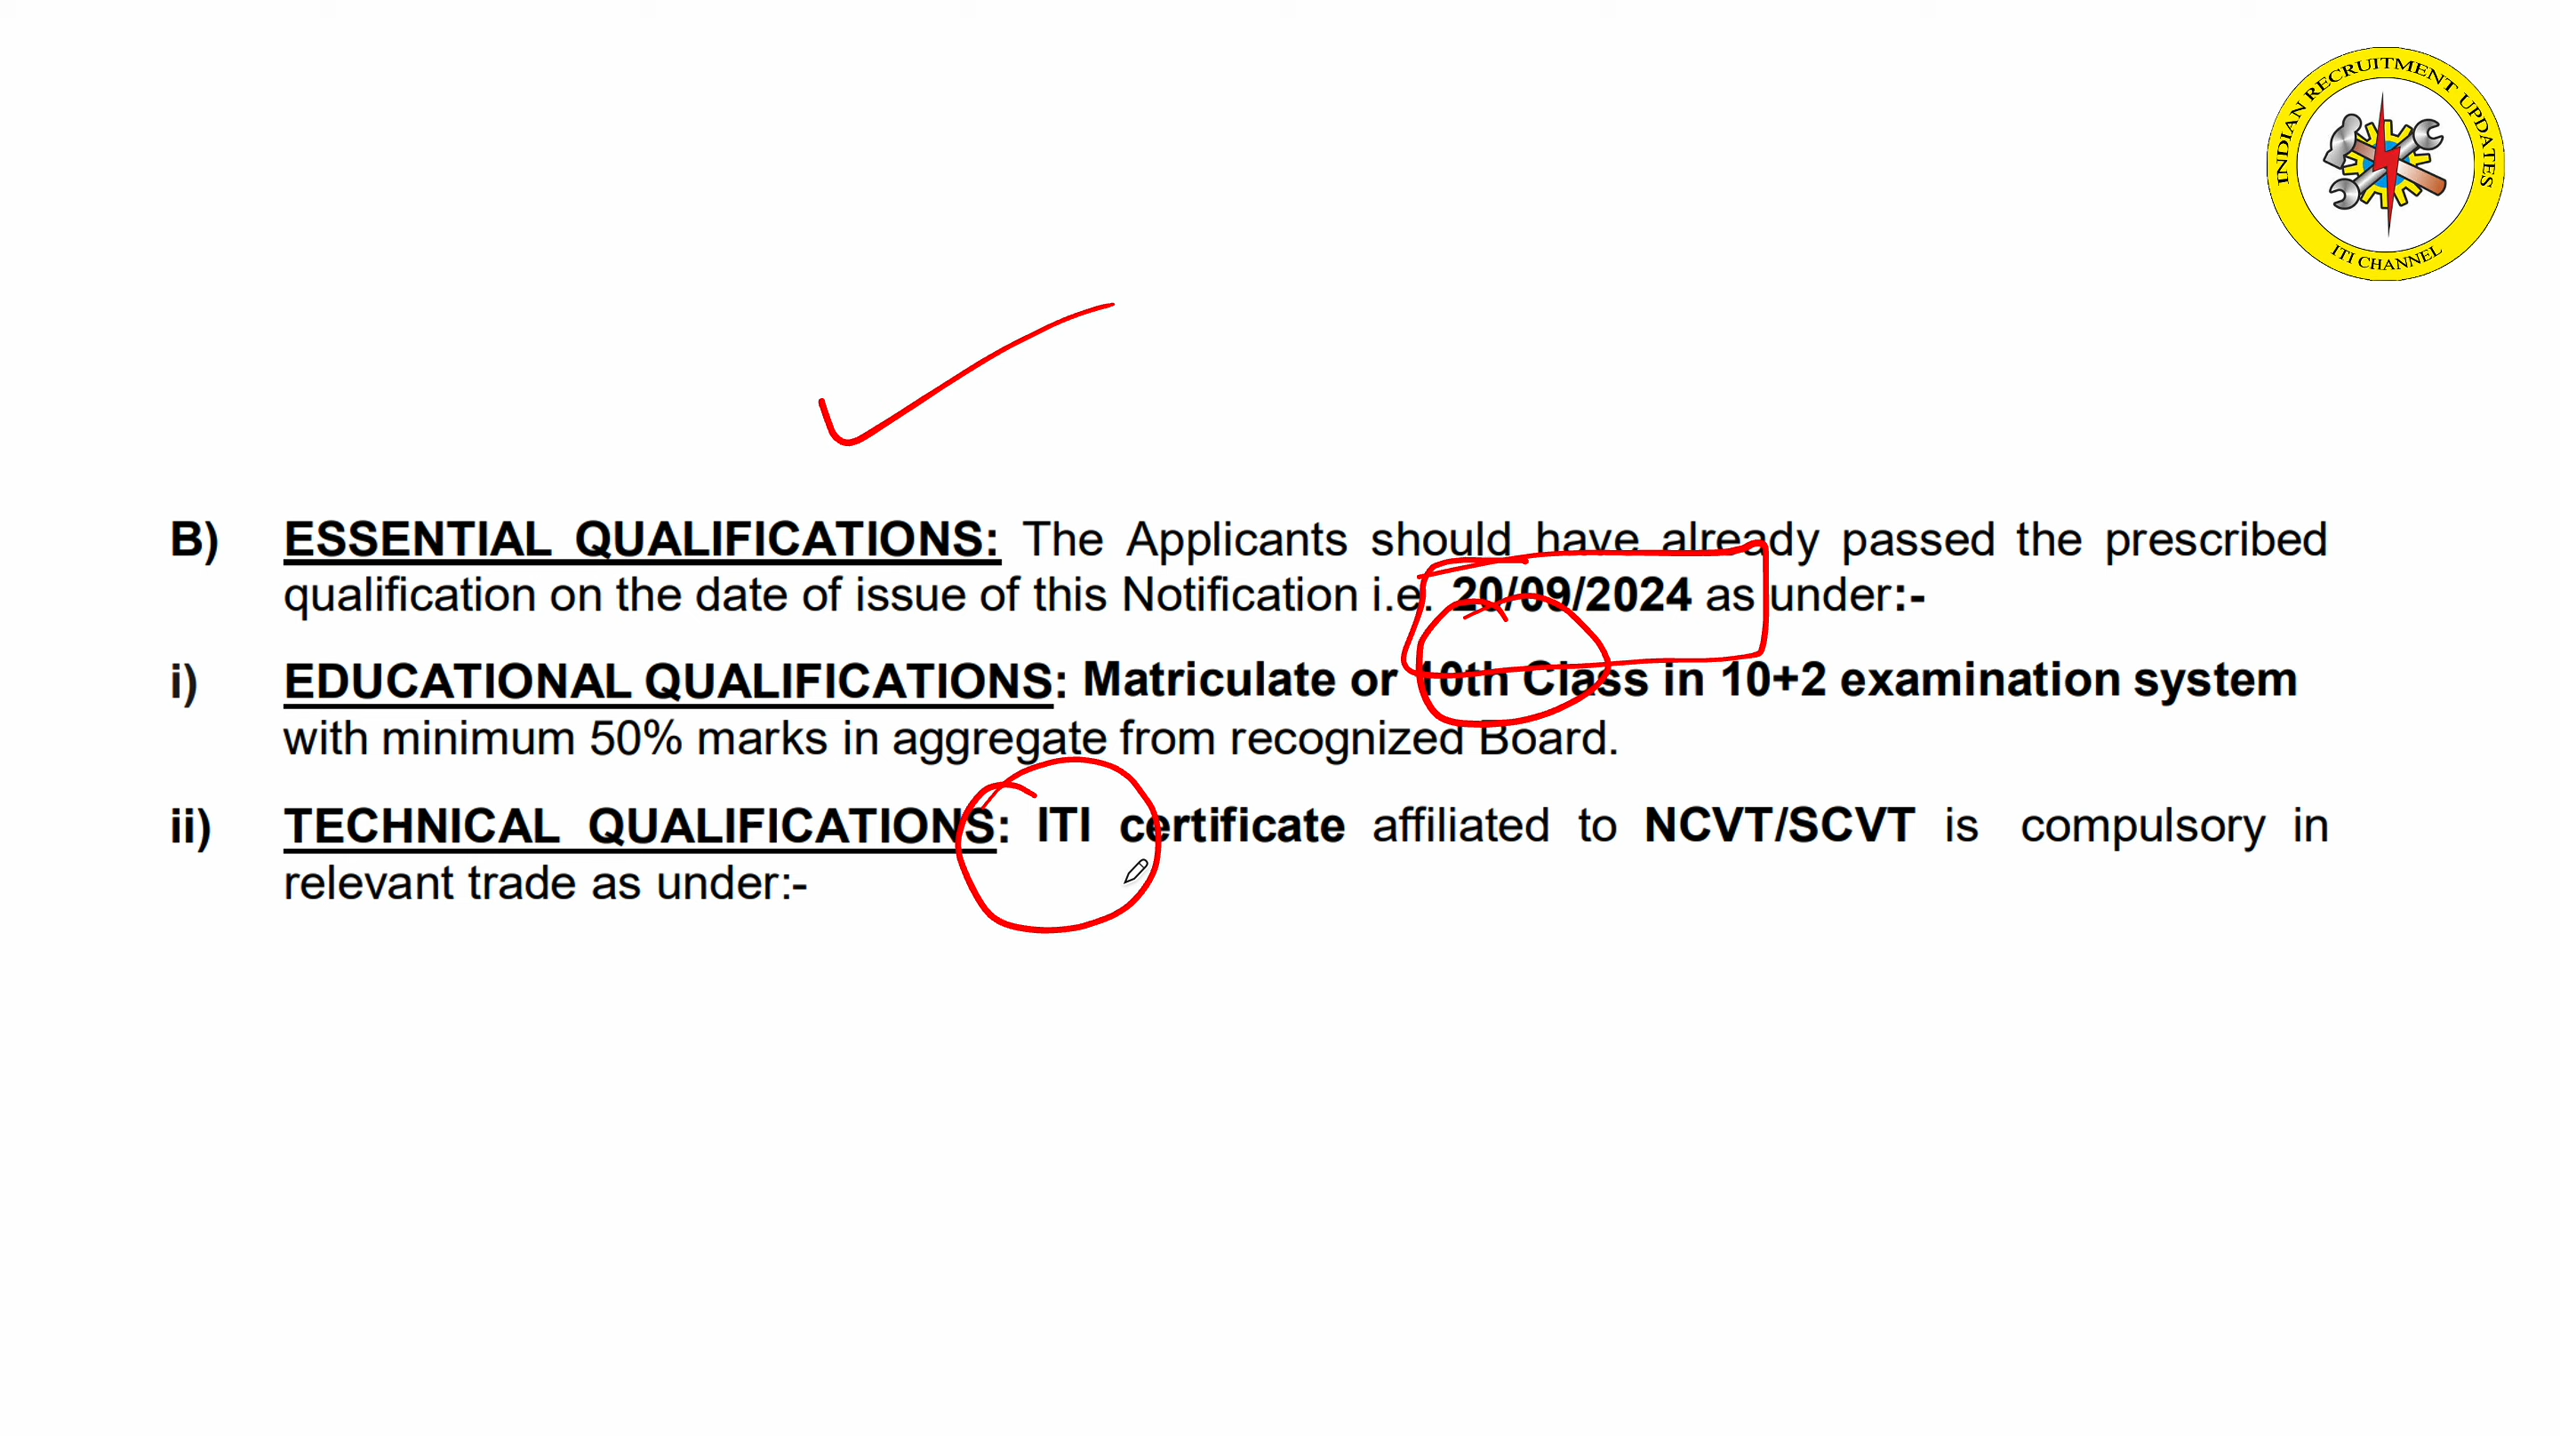 INDIAN RECRUITMENT UPDATES
ITI CHANNEL
B) ESSENTIAL QUALIFICATIONS: The Applicants should have already passed the prescribed
qualification on the date of issue of this Notification i.e. 20/09/2024 as under:-
i) EDUCATIONAL QUALIFICATIONS: Matriculate or 10th Class in 10+2 examination system
with minimum 50% marks in aggregate from recognized Board.
ii) TECHNICAL QUALIFICATIONS: ITI certificate affiliated to NCVT/SCVT is compulsory in
relevant trade as under:-